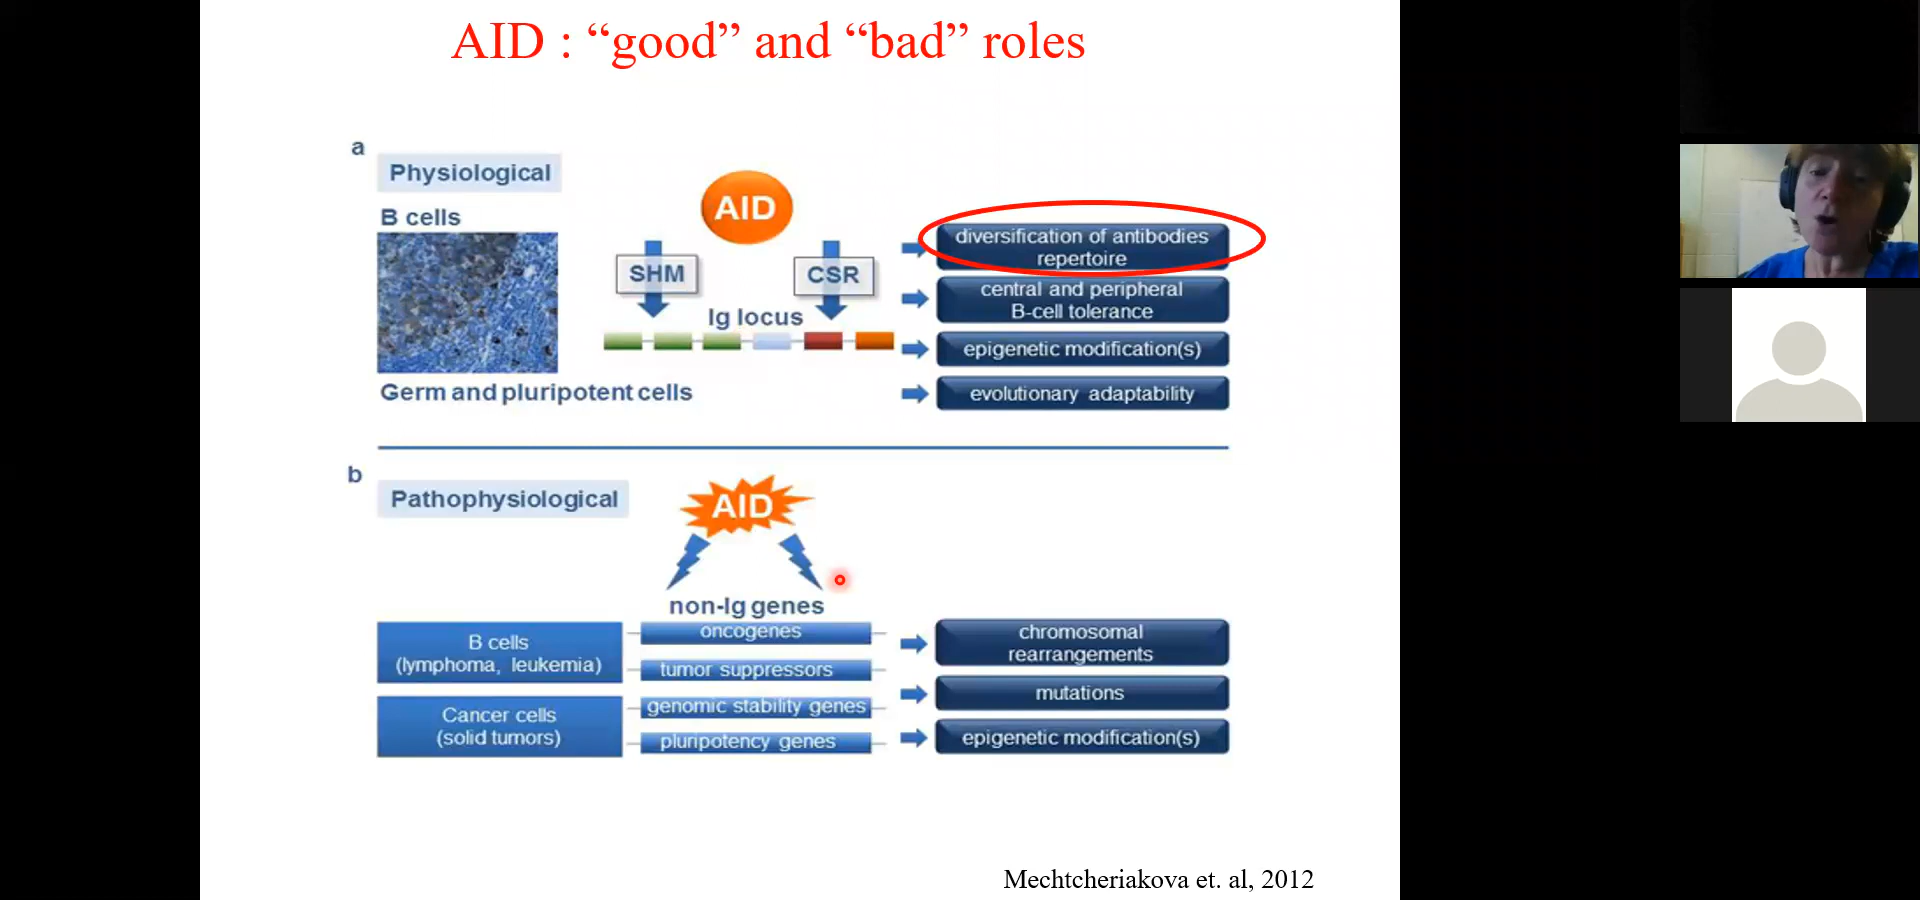 AID : “good” and “bad” roles
a
Physiological
B cells
AID
SHM
CSR
Ig locus
Germ and pluripotent cells
diversification of antibodies
repertoire
central and peripheral
B-cell tolerance
epigenetic modification(s)
evolutionary adaptability
b
Pathophysiological
AID
non-Ig genes
B cells
(lymphoma, leukemia)
Cancer cells
(solid tumors)
oncogenes
tumor suppressors
genomic stability genes
pluripotency genes
chromosomal
rearrangements
mutations
epigenetic modification(s)
Mechtcheriakova et. al, 2012